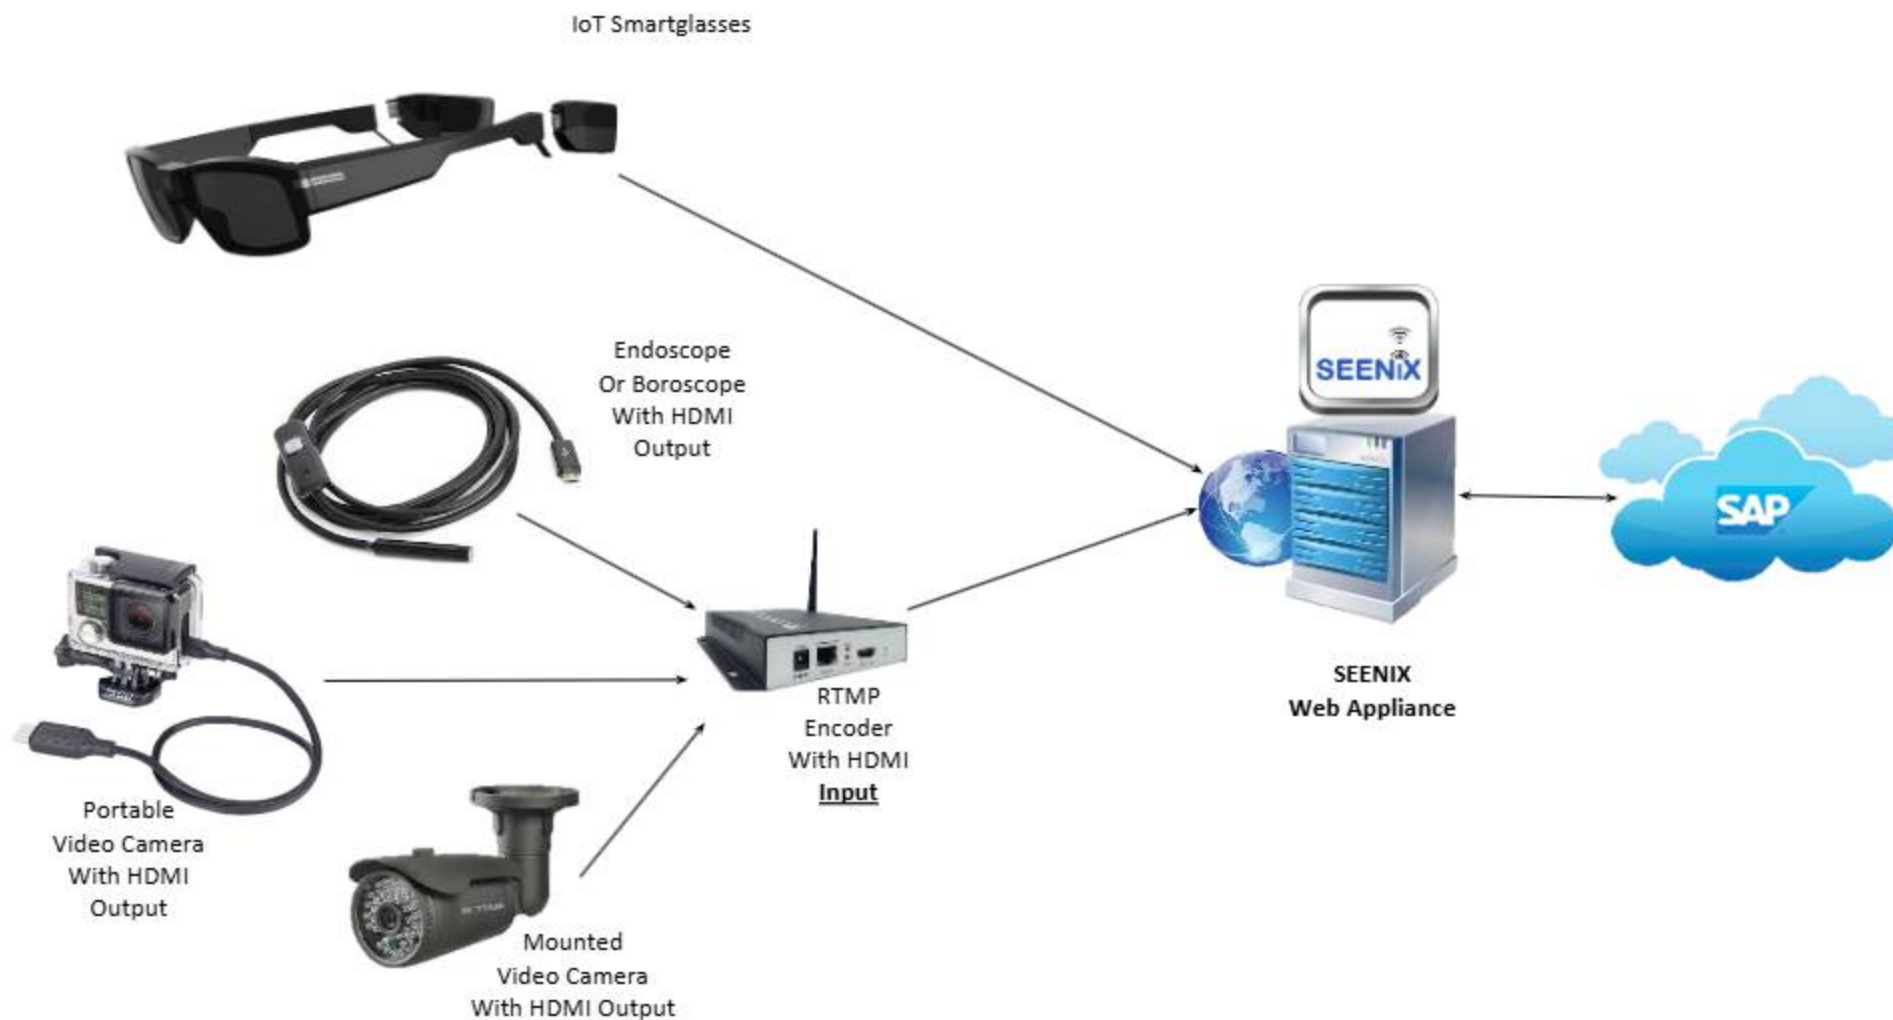 IoT Smartglasses
Endoscope
Or Boroscope
With HDMI
Output
SEENiX
SAP
RTMP
Encoder
With HDMI
Input
SEENIX
Web Appliance
Portable
Video Camera
With HDMI
Output
Mounted
Video Camera
With HDMI Output